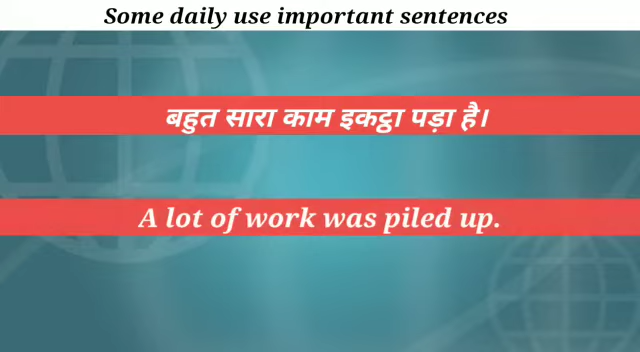 Some daily use important sentences
बहुत सारा काम इकट्ठा पड़ा है।
A lot of work was piled up.